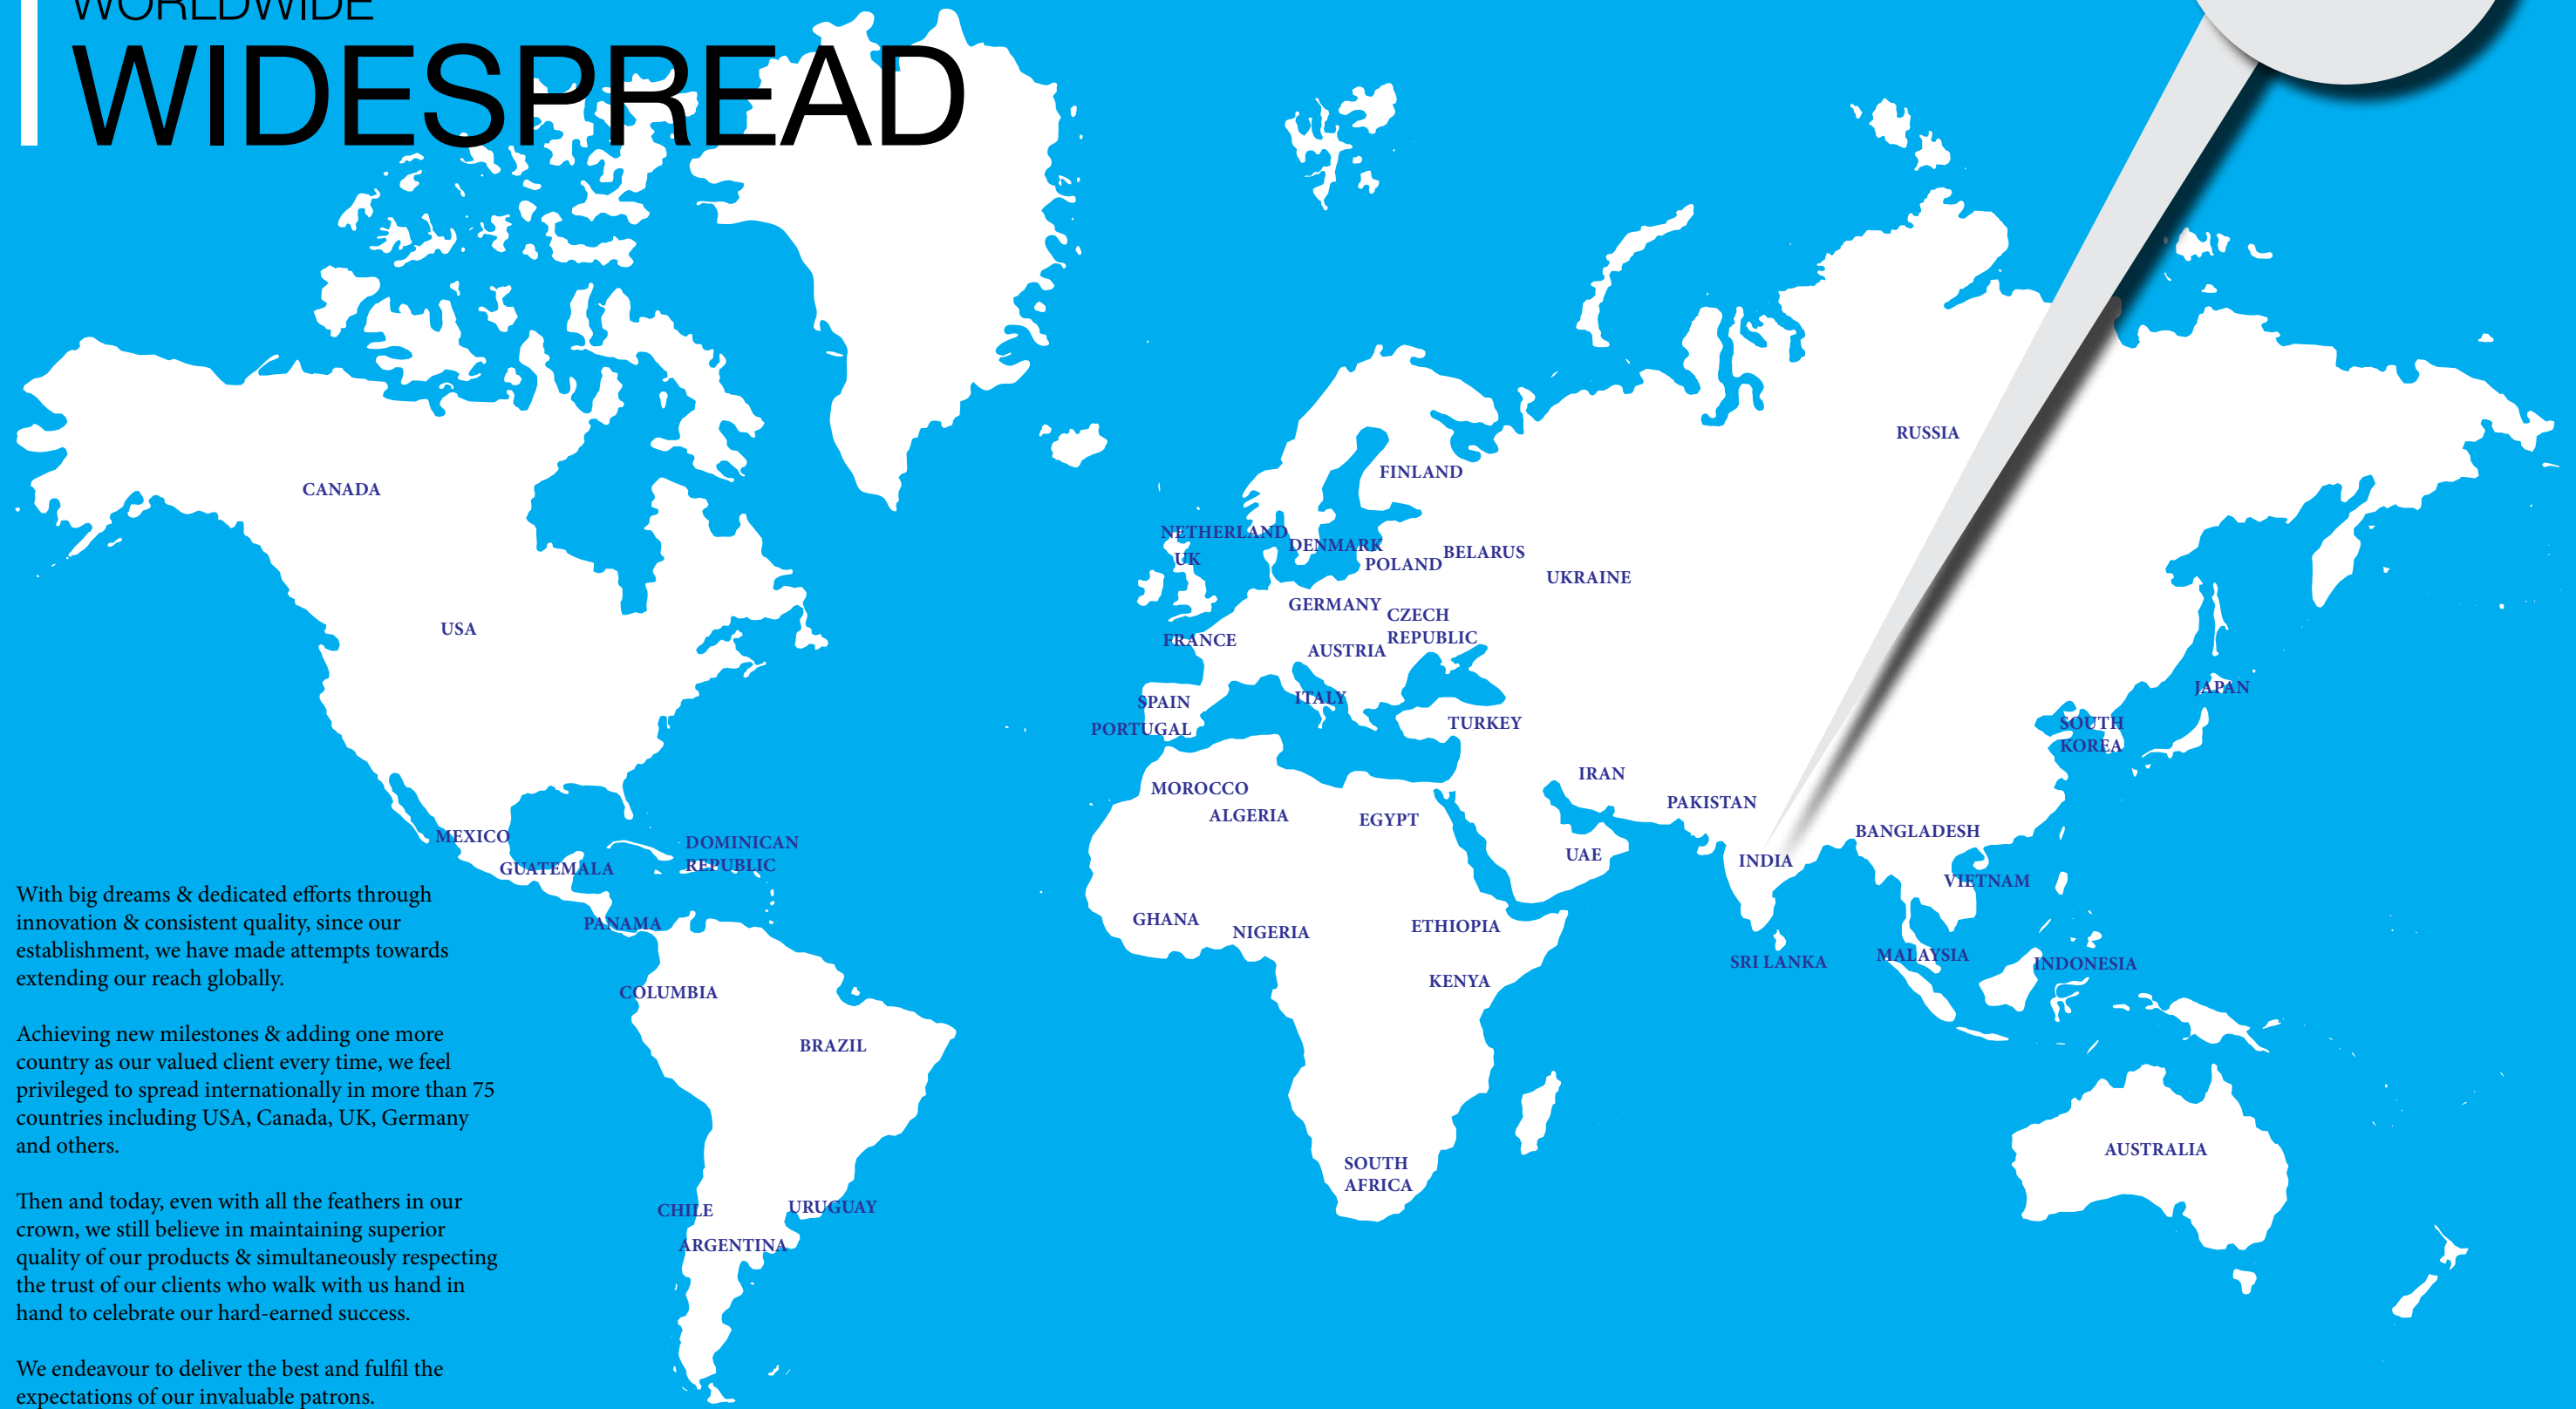 WORLDWIDE
WIDESPREAD
With big dreams & dedicated efforts through
innovation & consistent quality, since our
establishment, we have made attempts towards
extending our reach globally.
Achieving new milestones & adding one more
country as our valued client every time, we feel
privileged to spread internationally in more than 75
countries including USA, Canada, UK, Germany
and others.
Then and today, even with all the feathers in our
crown, we still believe in maintaining superior
quality of our products & simultaneously respecting
the trust of our clients who walk with us hand in
hand to celebrate our hard-earned success.
We endeavour to deliver the best and fulfil the
expectations of our invaluable patrons.
CANADA
USA
MEXICO
GUATEMALA
DOMINICAN
REPUBLIC
PANAMA
COLUMBIA
BRAZIL
CHILE
URUGUAY
ARGENTINA
FINLAND
NETHERLAND
UK
DENMARK
POLAND
BELARUS
UKRAINE
GERMANY
CZECH
REPUBLIC
FRANCE
AUSTRIA
SPAIN
ITALY
PORTUGAL
TURKEY
MOROCCO
ALGERIA
EGYPT
GHANA
NIGERIA
ETHIOPIA
KENYA
SOUTH
AFRICA
RUSSIA
JAPAN
SOUTH
KOREA
IRAN
PAKISTAN
UAE
INDIA
BANGLADESH
VIETNAM
SRI LANKA
MALAYSIA
INDONESIA
AUSTRALIA